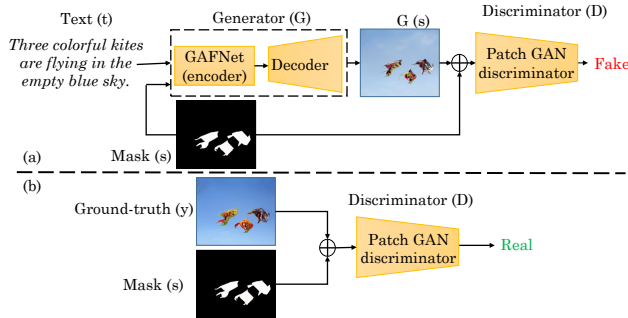 Text (t)
Generator (G)
G (s)
Discriminator (D)
Three colorful kites
are flying in the
empty blue sky.
GAFNet
(encoder)
Decoder
Patch GAN
discriminator
Fake
Mask (s)
(a)
(b)
Ground-truth (y)
Discriminator (D)
Patch GAN
discriminator
Real
Mask (s)